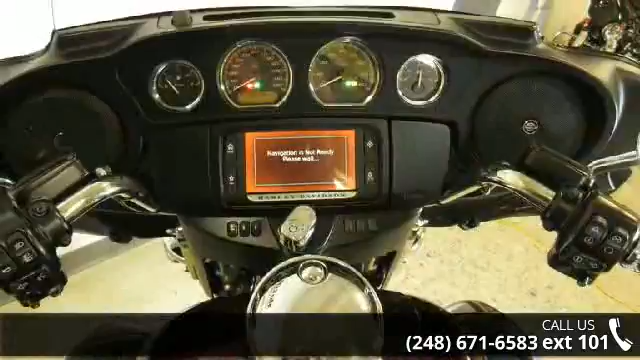 Navigation is Not Ready
Please wait...
HARLEY-DAVIDSON
CALL US
(248) 671-6583 ext 101